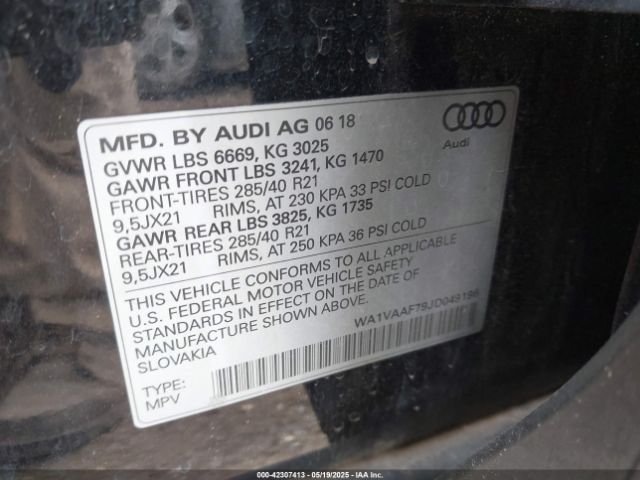 MFD. BY AUDI AG 06 18
GVWR LBS 6669, KG 3025
GAWR FRONT LBS 3241, KG 1470
FRONT-TIRES 285/40 R21
9,5JX21 RIMS, AT 230 KPA 33 PSI COLD
GAWR REAR LBS 3825, KG 1735
REAR-TIRES 285/40 R21
9,5JX21 RIMS, AT 250 KPA 36 PSI COLD
Audi
THIS VEHICLE CONFORMS TO ALL APPLICABLE
U.S. FEDERAL MOTOR VEHICLE SAFETY
STANDARDS IN EFFECT ON THE DATE OF
MANUFACTURE SHOWN ABOVE.
SLOVAKIA
WA1VAAF79JD049196
TYPE:
MPV
000-42307413 - 05/19/2025 - IAA Inc.